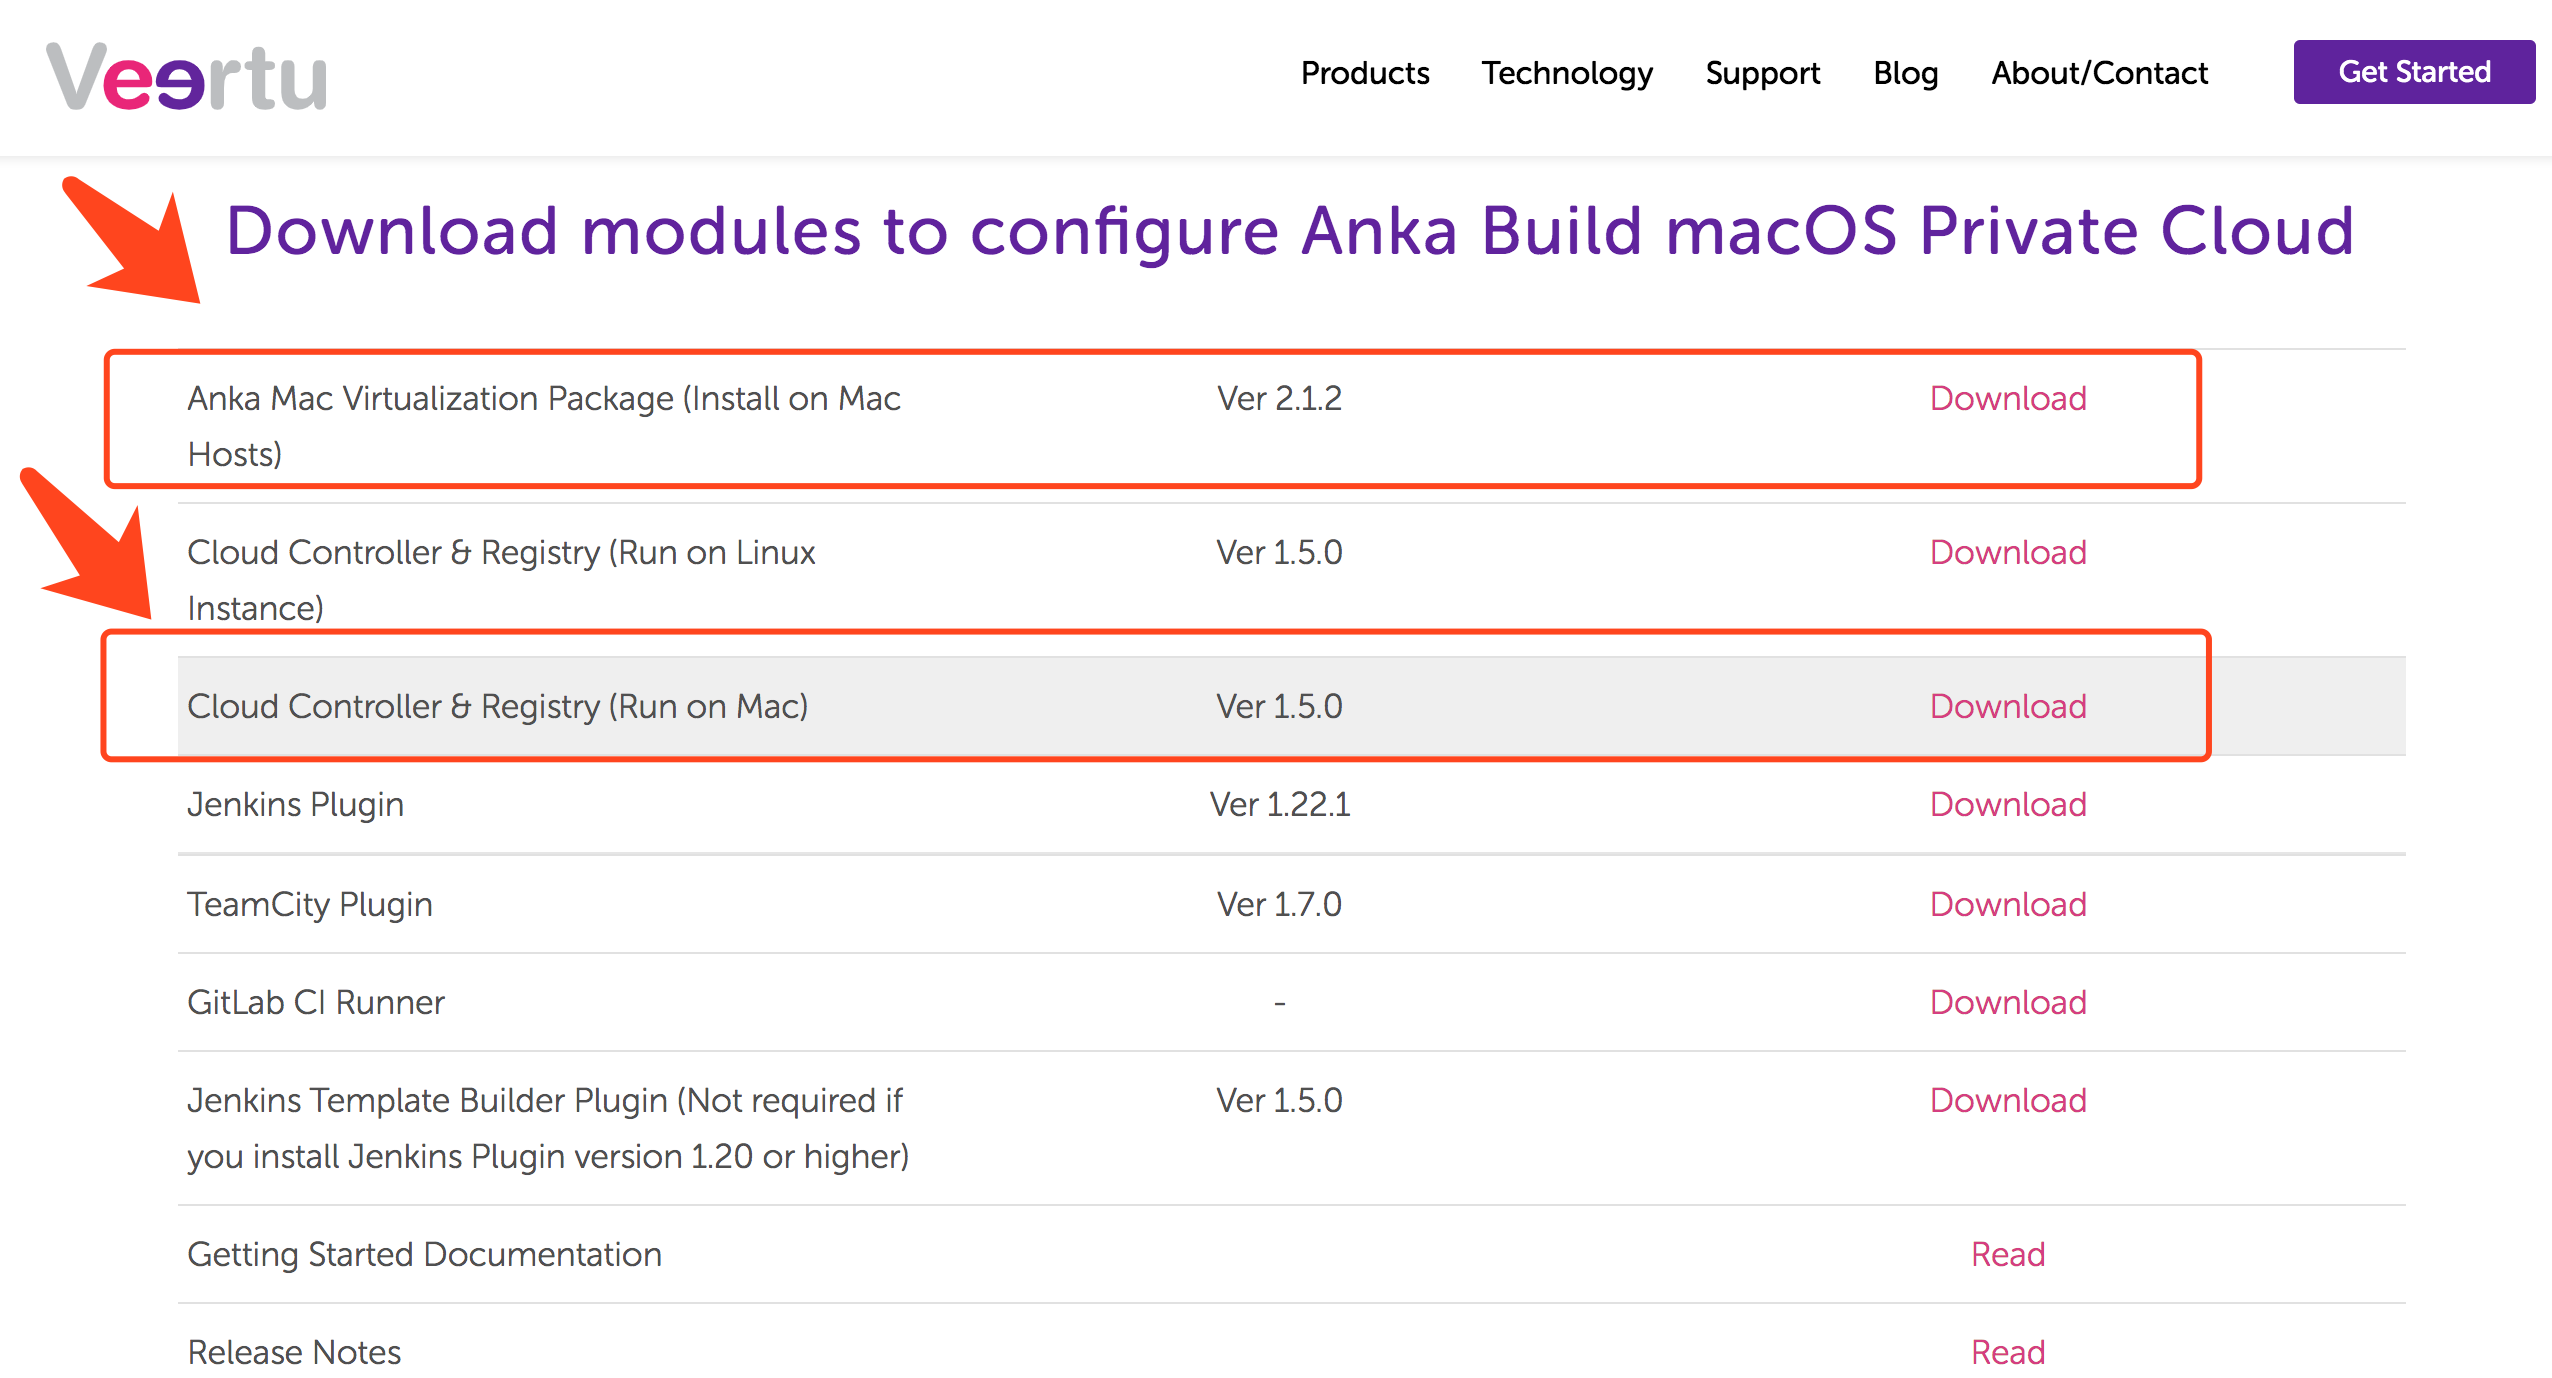 Veertu
Products Technology Support Blog About/Contact Get Started
Download modules to configure Anka Build macOS Private Cloud
Anka Mac Virtualization Package (Install on Mac Ver 2.1.2 Download
Hosts)
Cloud Controller & Registry (Run on Linux Ver 1.5.0 Download
Instance)
Cloud Controller & Registry (Run on Mac) Ver 1.5.0 Download
Jenkins Plugin Ver 1.22.1 Download
TeamCity Plugin Ver 1.7.0 Download
GitLab CI Runner - Download
Jenkins Template Builder Plugin (Not required if Ver 1.5.0 Download
you install Jenkins Plugin version 1.20 or higher)
Getting Started Documentation Read
Release Notes Read